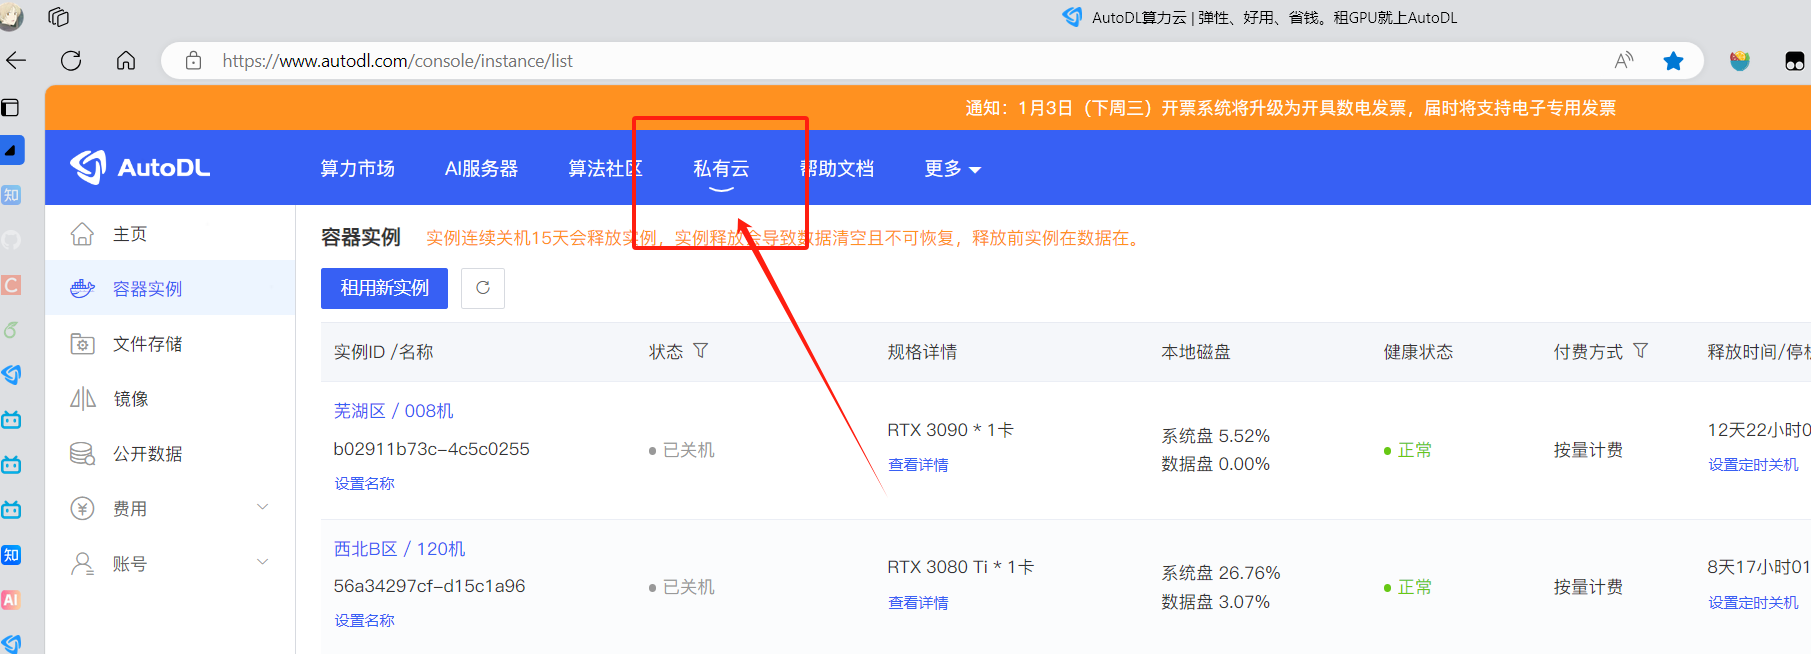 AutoDL算力云 | 弹性、好用、省钱。租GPU就上AutoDL
https://www.autodl.com/console/instance/list
通知：1月3日（下周三）开票系统将升级为开具数电发票，届时将支持电子专用发票
AutoDL 算力市场 AI服务器 算法社区 私有云 帮助文档 更多
主页
容器实例
文件存储
镜像
公开数据
费用
账号
容器实例 实例连续关机15天会释放实例，实例释放会导致数据清空且不可恢复，释放前实例在数据在。
租用新实例
实例ID /名称 状态 规格详情 本地磁盘 健康状态 付费方式 释放时间/停
芜湖区 / 008机
b02911b73c-4c5c0255
设置名称
已关机
RTX 3090 * 1卡
查看详情
系统盘 5.52%
数据盘 0.00%
正常
按量计费
12天22小时0
设置定时关机
西北B区 / 120机
56a34297cf-d15c1a96
设置名称
已关机
RTX 3080 Ti * 1卡
查看详情
系统盘 26.76%
数据盘 3.07%
正常
按量计费
8天17小时01
设置定时关机
知
C
知
AI